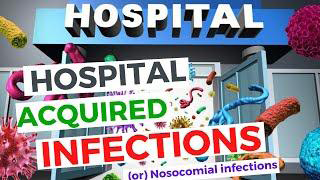 HOSPITAL
HOSPITAL
ACQUIRED
INFECTIONS
(or) Nosocomial infections